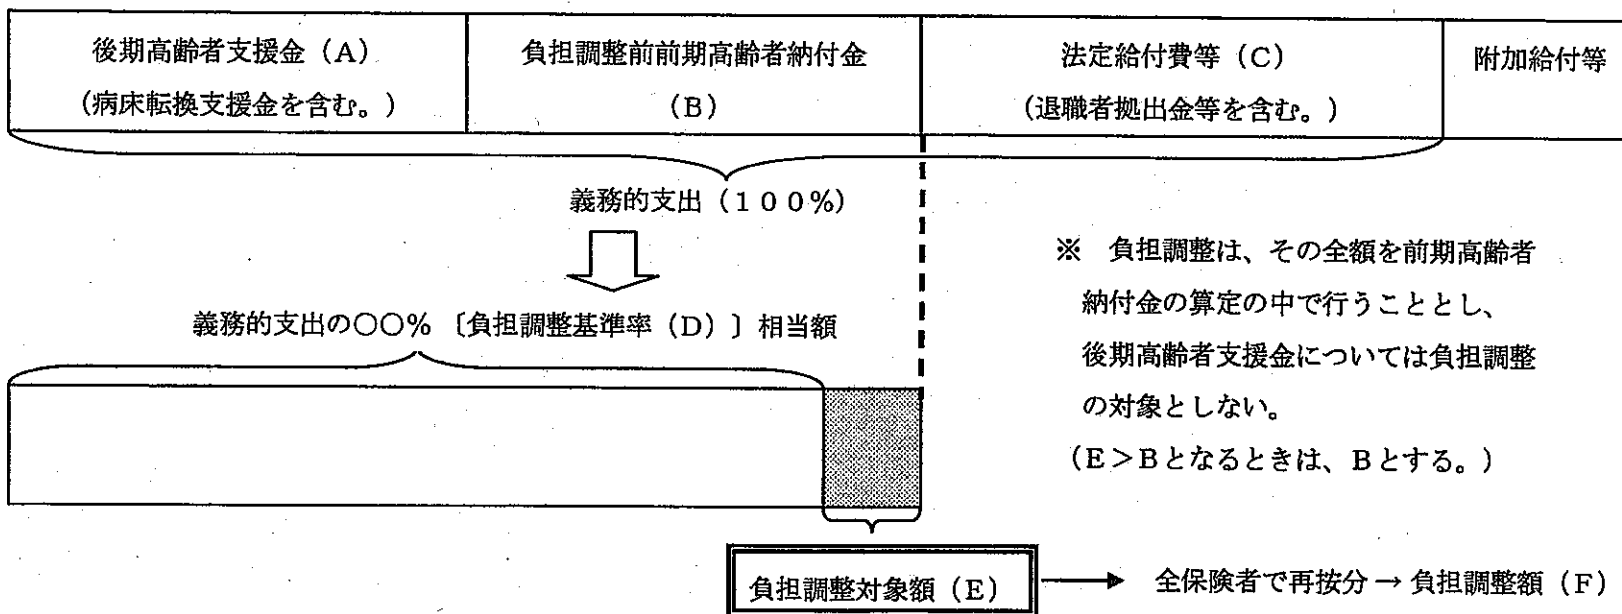 後期高齢者支援金（A）
（病床転換支援金を含む。）
負担調整前前期高齢者納付金
（B）
法定給付費等（C）
（退職者拠出金等を含む。）
附加給付等
義務的支出（１００%）
義務的支出の〇〇%〔負担調整基準率（D）〕相当額
※　負担調整は、その全額を前期高齢者
納付金の算定の中で行うこととし、
後期高齢者支援金については負担調整
の対象としない。
（E＞Bとなるときは、Bとする。）
負担調整対象額（E）
全保険者で再按分→負担調整額（F）